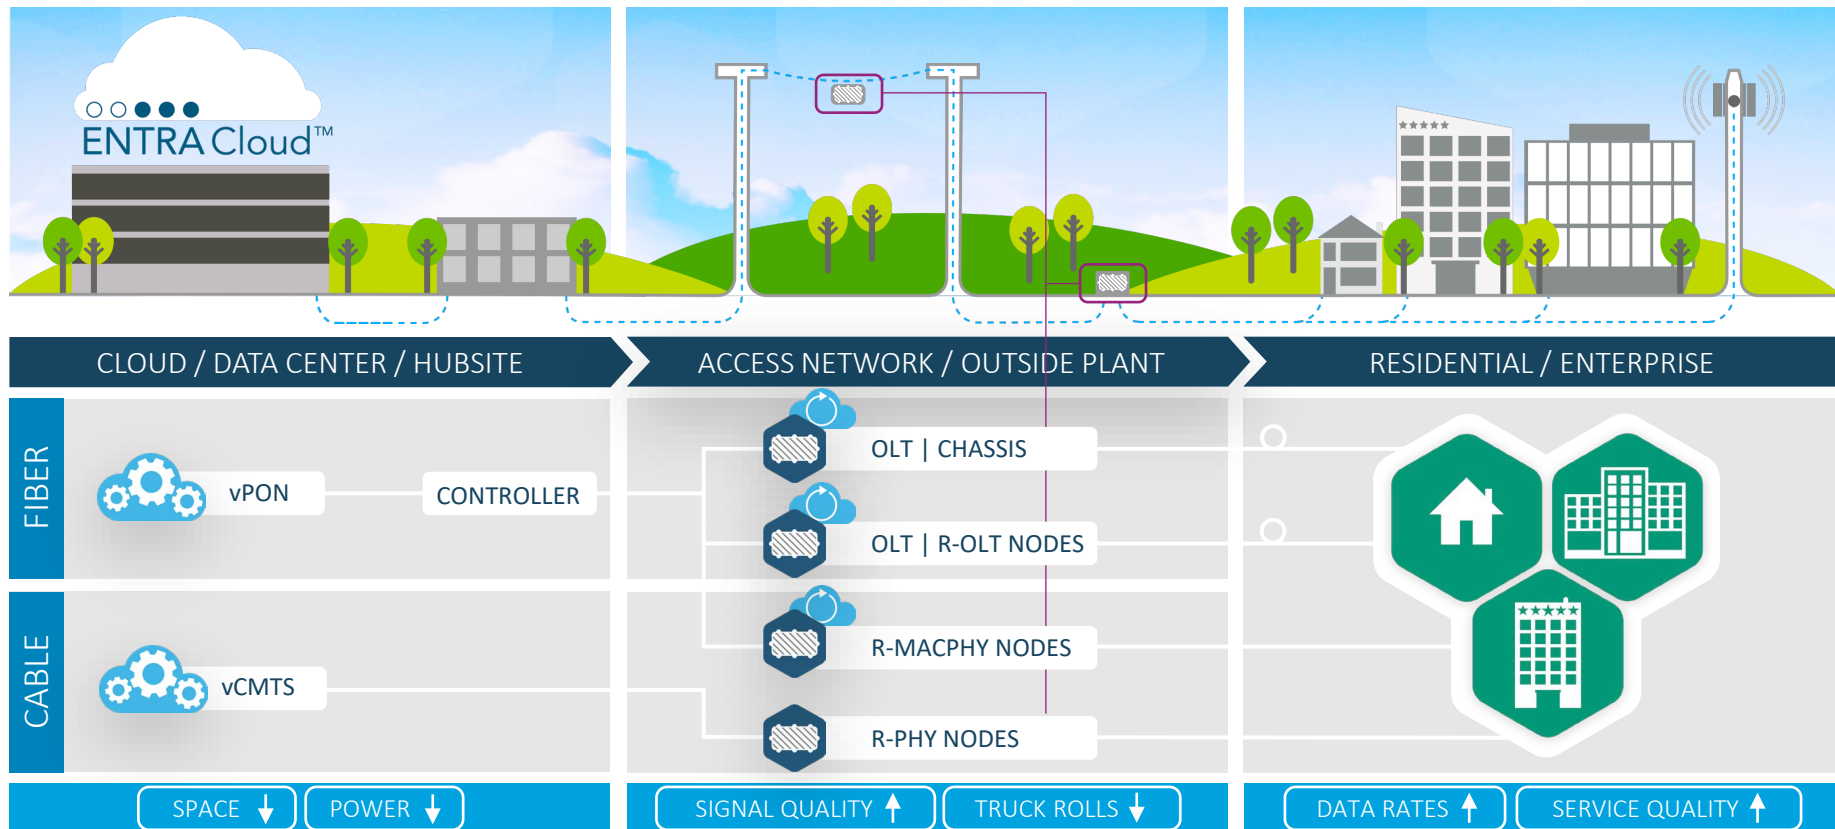 ENTRA Cloud™
CLOUD / DATA CENTER / HUBSITE
ACCESS NETWORK / OUTSIDE PLANT
RESIDENTIAL / ENTERPRISE
FIBER
vPON
CONTROLLER
OLT | CHASSIS
OLT | R-OLT NODES
CABLE
vCMTS
R-MACPHY NODES
R-PHY NODES
SPACE
POWER
SIGNAL QUALITY
TRUCK ROLLS
DATA RATES
SERVICE QUALITY